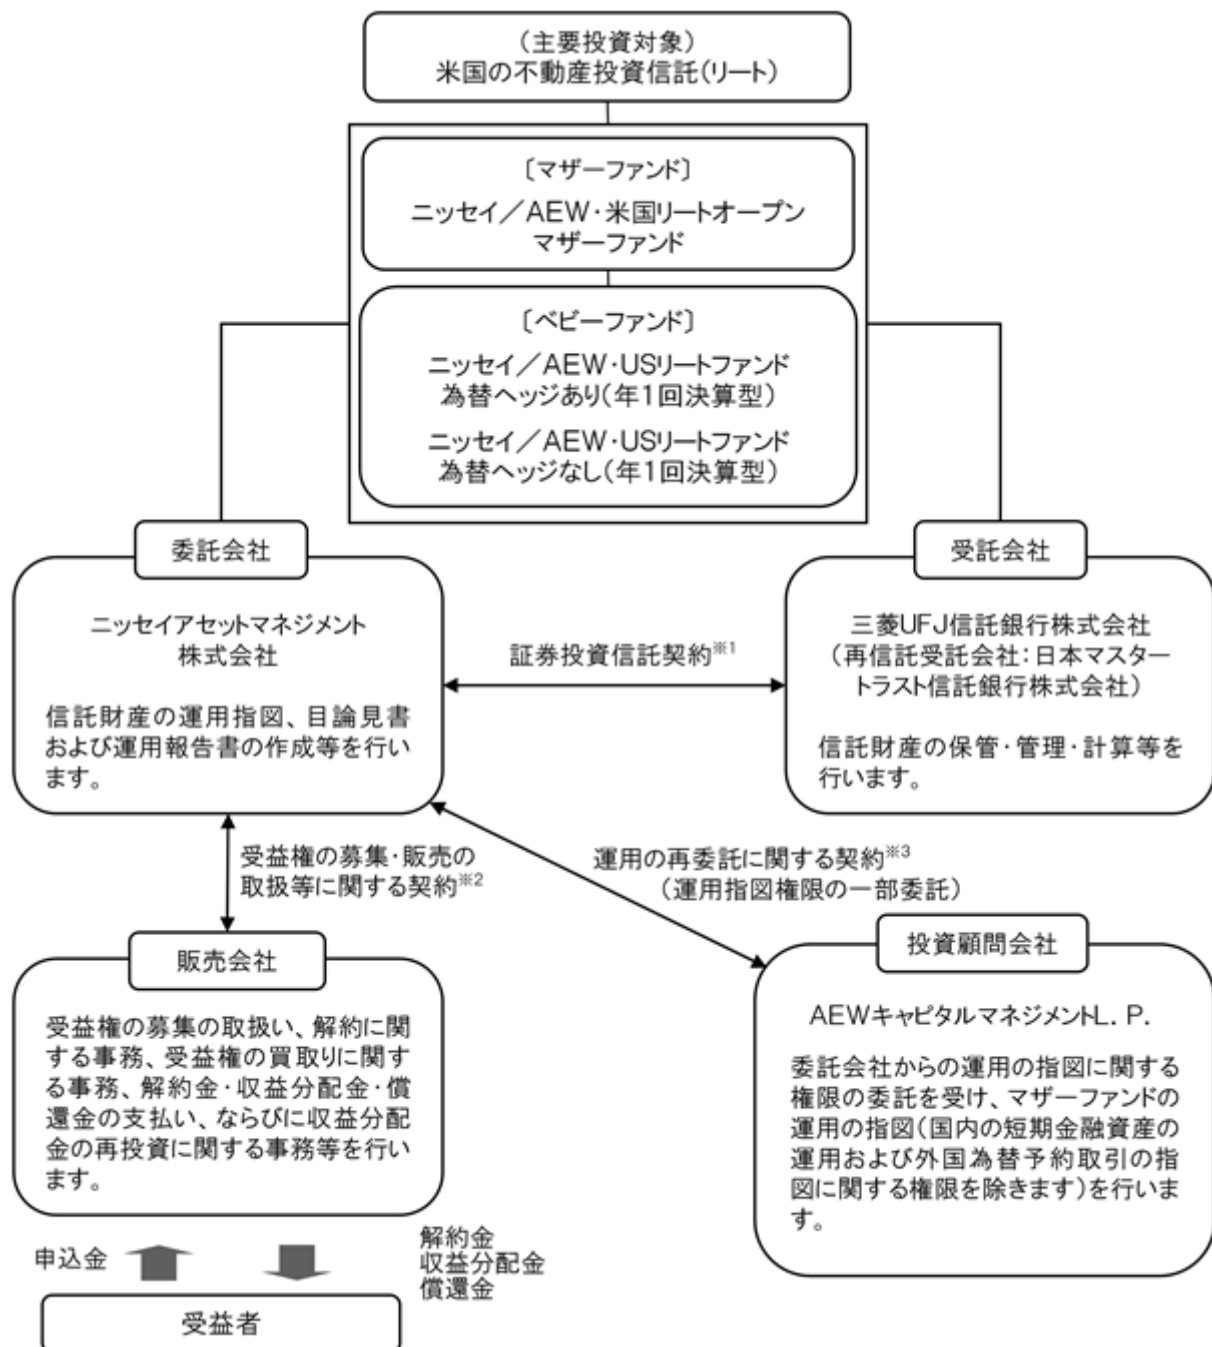 （主要投資対象）
米国の不動産投資信託（リート）
〔マザーファンド〕
ニッセイ／AEW・米国リートオープン
マザーファンド
〔ベビーファンド〕
ニッセイ／AEW・USリートファンド
為替ヘッジあり（年1回決算型）
ニッセイ／AEW・USリートファンド
為替ヘッジなし（年1回決算型）
委託会社
ニッセイアセットマネジメント
株式会社
信託財産の運用指図、目論見書
および運用報告書の作成等を行い
ます。
証券投資信託契約※1
受託会社
三菱UFJ信託銀行株式会社
（再信託受託会社：日本マスター
トラスト信託銀行株式会社）
信託財産の保管・管理・計算等を
行います。
受益権の募集・販売の
取扱等に関する契約※2
運用の再委託に関する契約※3
（運用指図権限の一部委託）
販売会社
受益権の募集の取扱い、解約に関
する事務、受益権の買取りに関す
る事務、解約金・収益分配金・償
還金の支払い、ならびに収益分配
金の再投資に関する事務等を行い
ます。
投資顧問会社
AEWキャピタルマネジメントL．P．
委託会社からの運用の指図に関する
権限の委託を受け、マザーファンドの
運用の指図（国内の短期金融資産の
運用および外国為替予約取引の指
図に関する権限を除きます）を行いま
す。
申込金
解約金
収益分配金
償還金
受益者